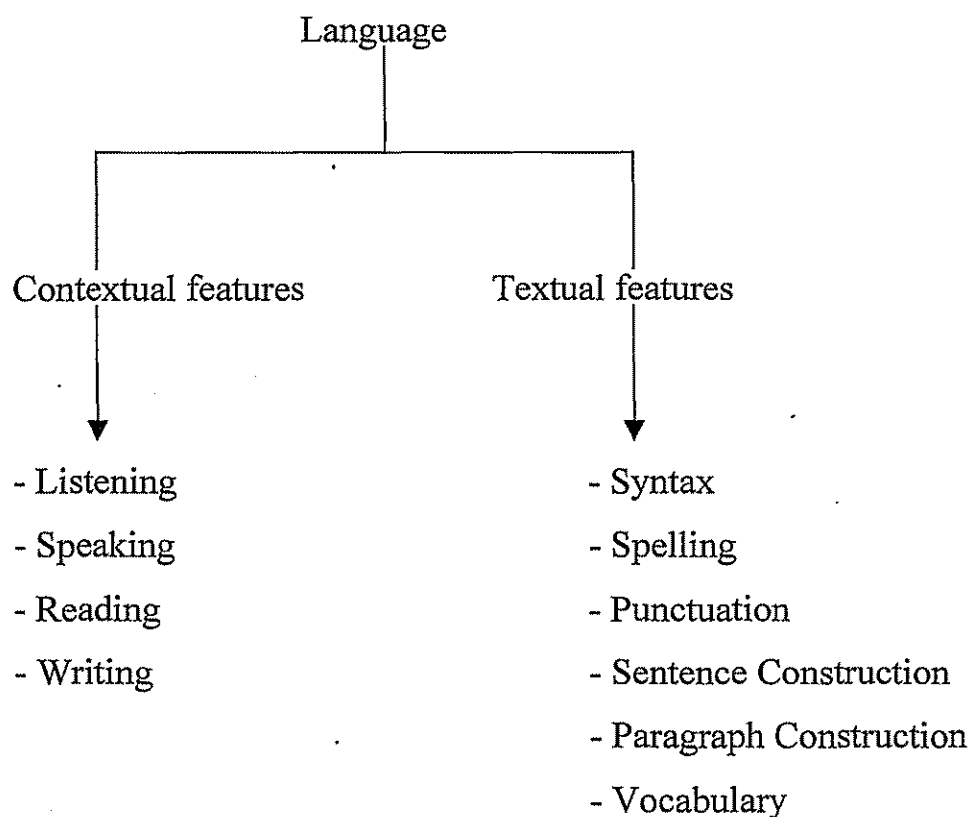 Language
Contextual features
Textual features
- Listening
- Speaking
- Reading
- Writing
- Syntax
- Spelling
- Punctuation
- Sentence Construction
- Paragraph Construction
- Vocabulary